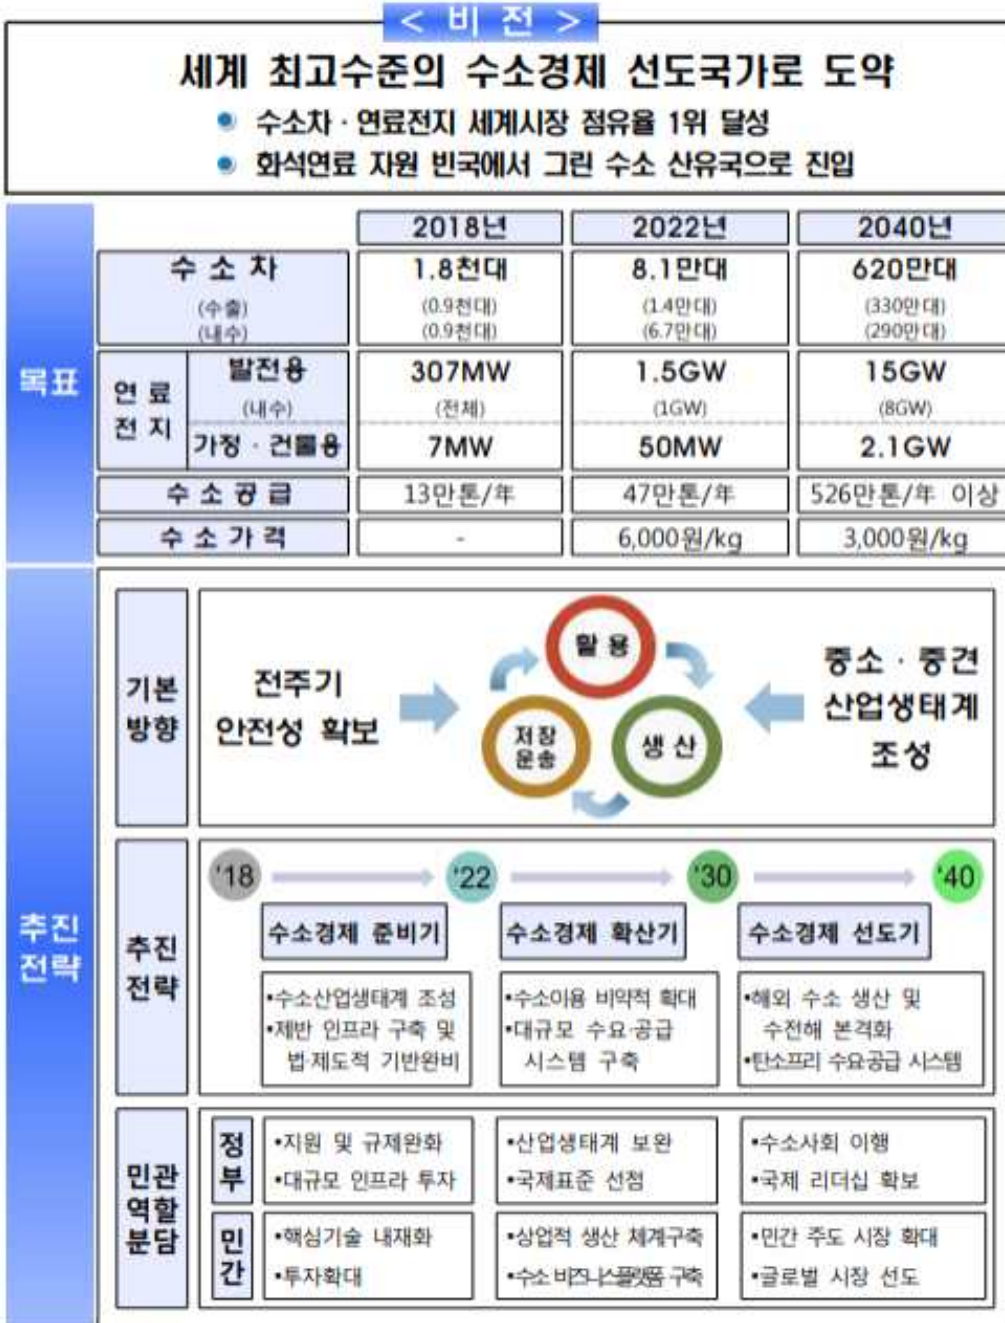 < 비 전 >
세계 최고수준의 수소경제 선도국가로 도약
수소차 · 연료전지 세계시장 점유율 1위 달성
화석연료 자원 빈국에서 그린 수소 산유국으로 진입
목표
2018년 2022년 2040년
수 소 차 1.8천대 8.1만대 620만대
(수출) (0.9천대) (1.4만대) (330만대)
(내수) (0.9천대) (6.7만대) (290만대)
연 료
전 지
발전용 307MW 1.5GW 15GW
(내수) (전체) (1GW) (8GW)
가정 · 건물용 7MW 50MW 2.1GW
수 소 공 급 13만톤/年 47만톤/年 526만톤/年 이상
수 소 가 격 - 6,000원/kg 3,000원/kg
추진
전략
기본
방향
전주기
안전성 확보
활 용
저장
운송
생 산
중소 · 중견
산업생태계
조성
추진
전략
'18 '22 '30 '40
수소경제 준비기 수소경제 확산기 수소경제 선도기
•수소산업생태계 조성
•제반 인프라 구축 및
법·제도적 기반완비
•수소이용 비약적 확대
•대규모 수요·공급
시스템 구축
•해외 수소 생산 및
수전해 본격화
•탄소프리 수요·공급 시스템
민관
역할
분담
정
부
•지원 및 규제완화
•대규모 인프라 투자
•산업생태계 보완
•국제표준 선점
•수소사회 이행
•국제 리더십 확보
민
간
•핵심기술 내재화
•투자확대
•상업적 생산 체계구축
•수소 비즈니스플랫폼 구축
•민간 주도 시장 확대
•글로벌 시장 선도